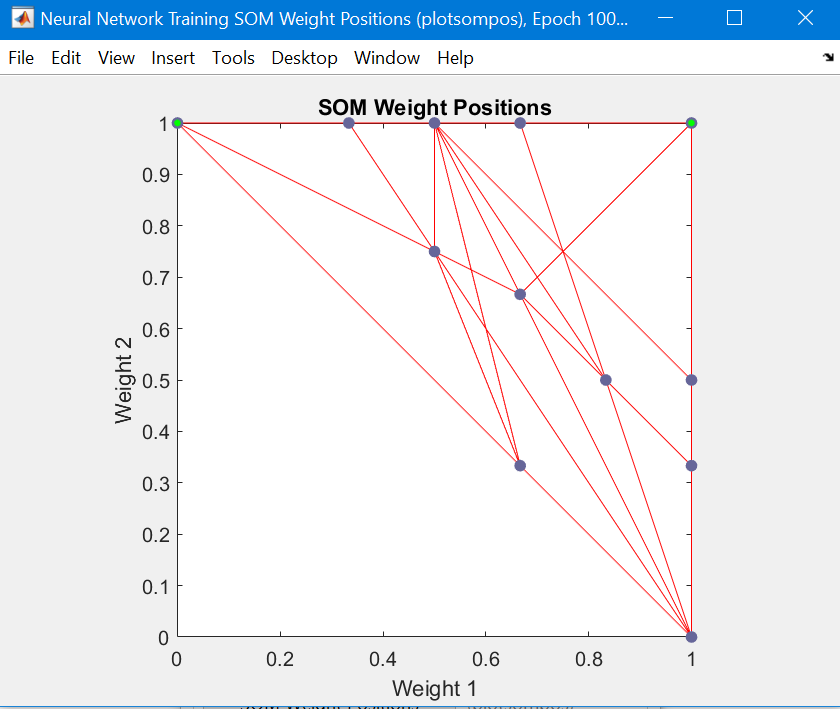 Neural Network Training SOM Weight Positions (plotsompos), Epoch 100...
File Edit View Insert Tools Desktop Window Help
SOM Weight Positions
1
0.9
0.8
0.7
0.6
0.5
0.4
0.3
0.2
0.1
0
Weight 2
0 0.2 0.4 0.6 0.8 1
Weight 1